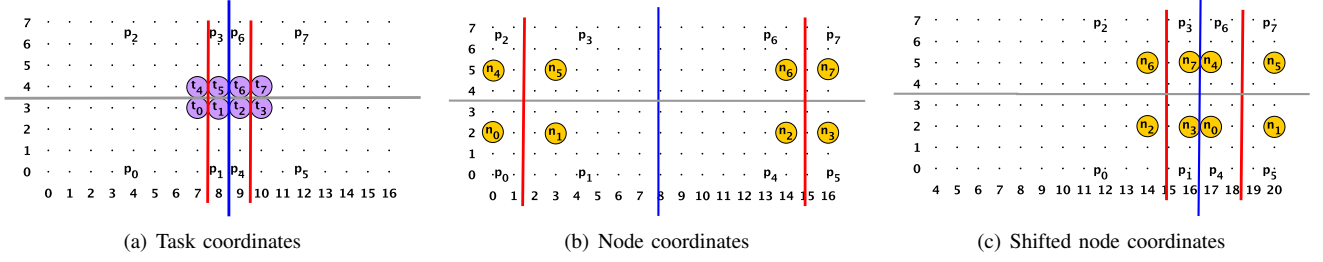 7
p2 p3 p6 p7
6
5
4 t4 t5 t6 t7
3 t0 t1 t2 t3
2
1
0 p0 p1 p4 p5
0 1 2 3 4 5 6 7 8 9 10 11 12 13 14 15 16
(a) Task coordinates
7
p2 p3 p6 p7
6
5 n4 n5 n6 n7
4
3
2 n0 n1 n2 n3
1
0 p0 p1 p4 p5
0 1 2 3 4 5 6 7 8 9 10 11 12 13 14 15 16
(b) Node coordinates
7 p2 p3 p6 p7
6
5 n6 n7 n4 n5
4
3
2 n2 n3 n0 n1
1
0 p0 p1 p4 p5
4 5 6 7 8 9 10 11 12 13 14 15 16 17 18 19 20
(c) Shifted node coordinates